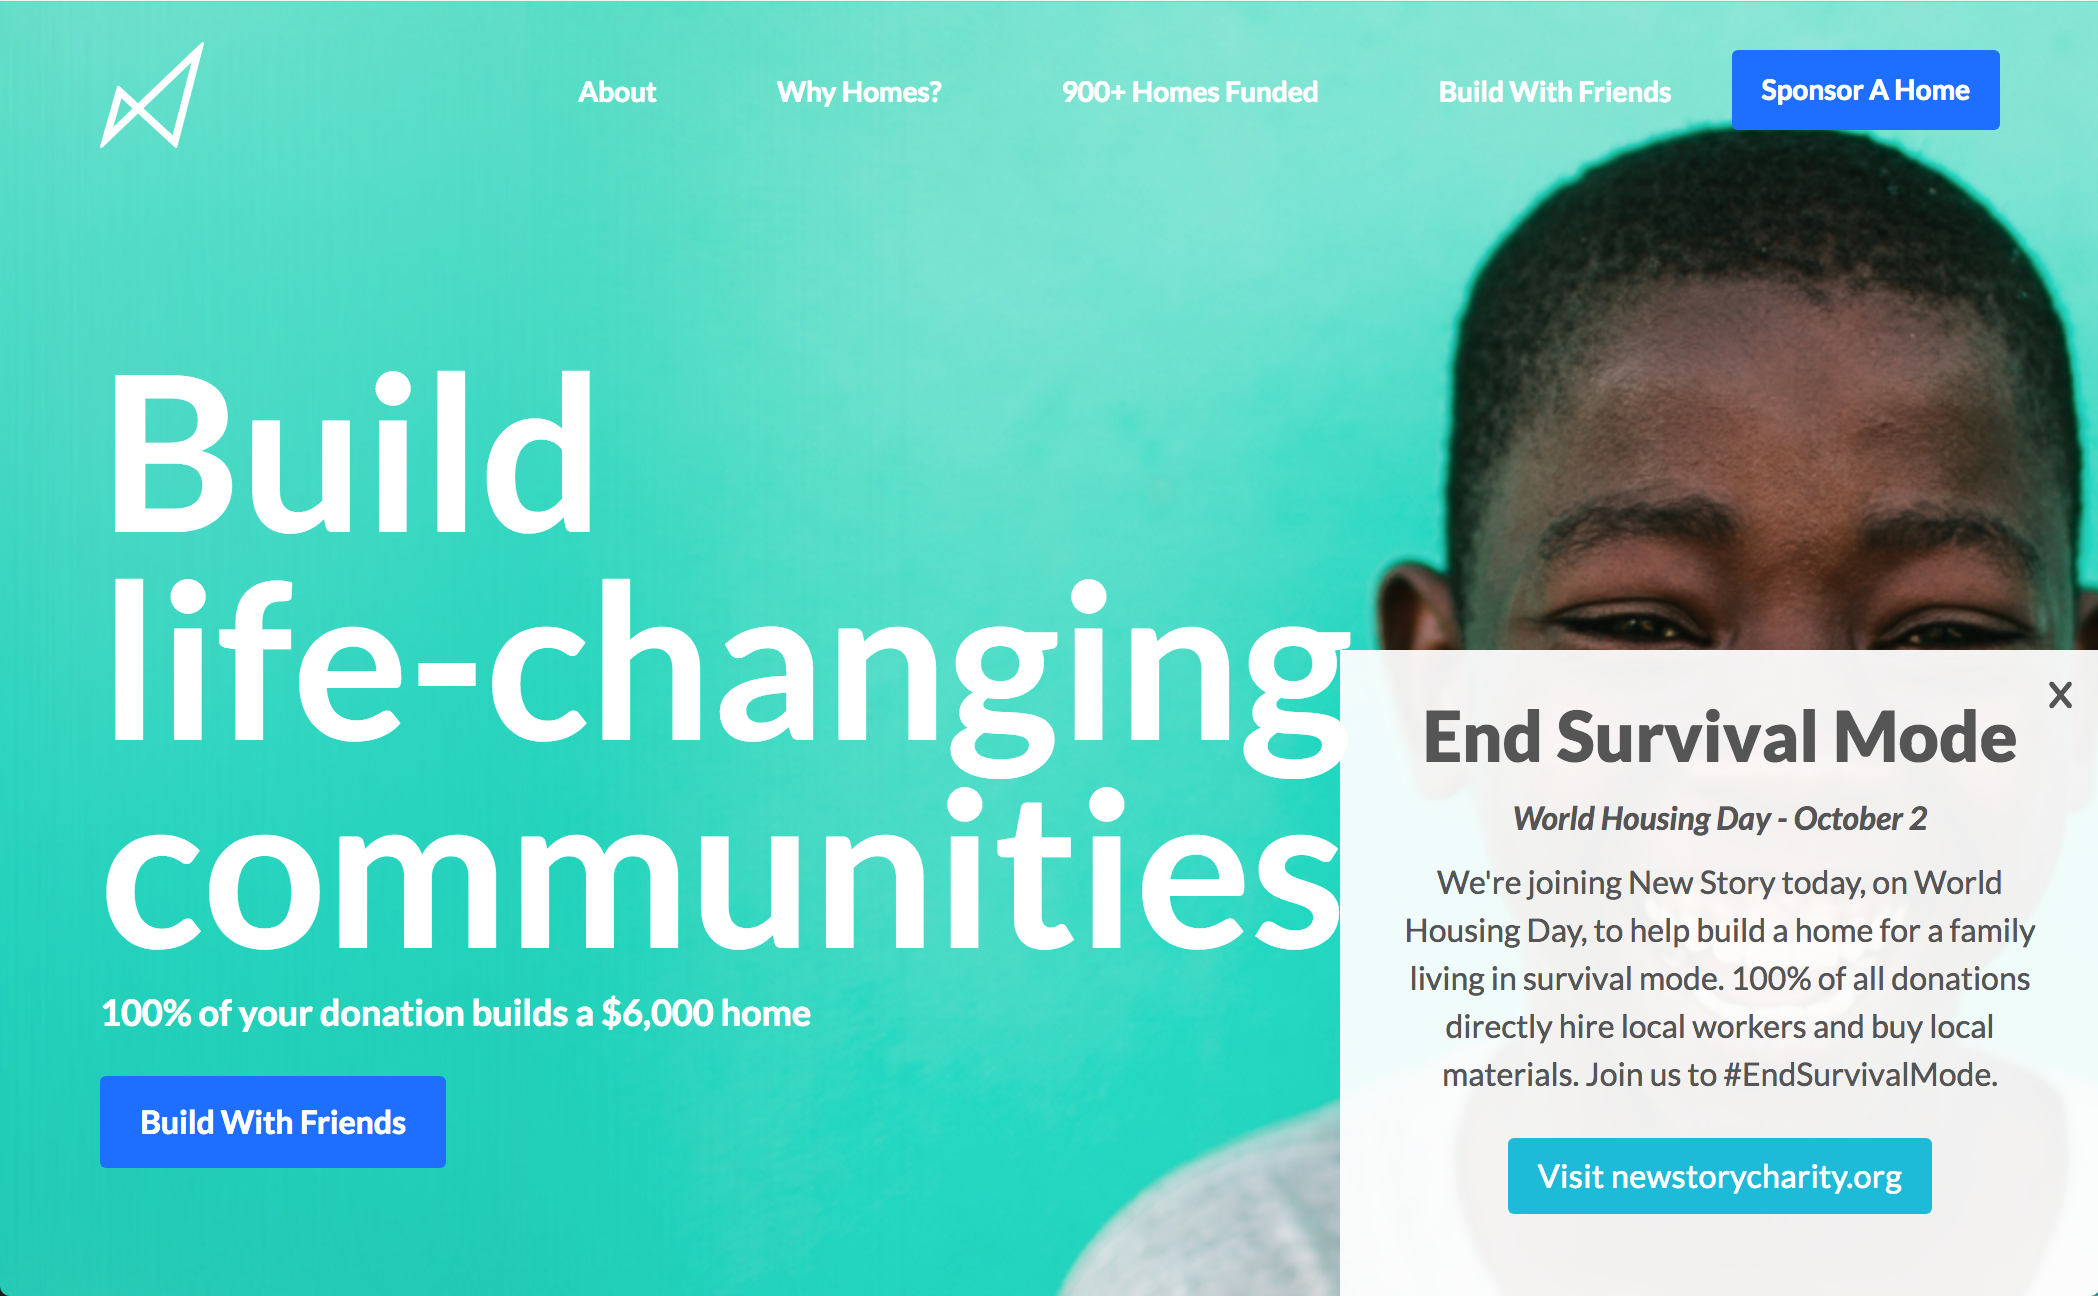 About
Why Homes?
900+ Homes Funded
Build With Friends
Sponsor A Home
Build
life-changing
communities
100% of your donation builds a $6,000 home
Build With Friends
X
End Survival Mode
World Housing Day - October 2
We're joining New Story today, on World
Housing Day, to help build a home for a family
living in survival mode. 100% of all donations
directly hire local workers and buy local
materials. Join us to #EndSurvivalMode.
Visit newstorycharity.org